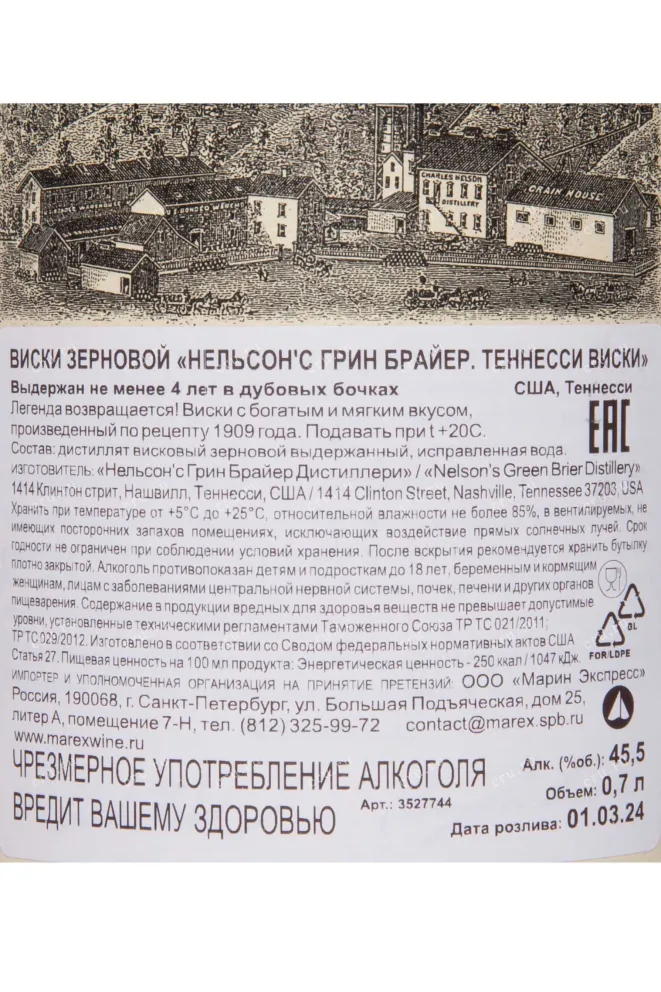 CHARLES NELSON
DISTILLERY
GRAIN HOUSE
ВИСКИ ЗЕРНОВОЙ «НЕЛЬСОН'С ГРИН БРАЙЕР. ТЕННЕССИ ВИСКИ»
Выдержан не менее 4 лет в дубовых бочках США, Теннесси
Легенда возвращается! Виски с богатым и мягким вкусом,
произведенный по рецепту 1909 года. Подавать при t +20С.
EAC
Состав: дистиллят висковый зерновой выдержанный, исправленная вода.
изготовитель: «Нельсон'с Грин Брайер Дистиллери» / «Nelson's Green Brier Distillery»
1414 Клинтон стрит, Нашвилл, Теннесси, США / 1414 Clinton Street, Nashville, Tennessee 37203, USA
Хранить при температуре от +5°С до +25°С, относительной влажности не более 85%, в вентилируемых, не
имеющих посторонних запахов помещениях, исключающих воздействие прямых солнечных лучей. Срок
годности не ограничен при соблюдении условий хранения. После вскрытия рекомендуется хранить бутылку
плотно закрытой. Алкоголь противопоказан детям и подросткам до 18 лет, беременным и кормящим
женщинам, лицам с заболеваниями центральной нервной системы, почек, печени и других органов
пищеварения. Содержание в продукции вредных для здоровья веществ не превышает допустимые
уровни, установленные техническими регламентами Таможенного Союза ТР ТС 021/2011;
ТР ТС 029/2012. Изготовлено в соответствии со Сводом федеральных нормативных актов США
GL
Статья 27. Пищевая ценность на 100 мл продукта: Энергетическая ценность - 250 ккал / 1047 кДж.
FOR LDPE
ИМПОРТЕР И УПОЛНОМОЧЕННАЯ ОРГАНИЗАЦИЯ НА ПРИНЯТИЕ ПРЕТЕНЗИЙ: ООО «Марин Экспресс»
Россия, 190068, г. Санкт-Петербург, ул. Большая Подъяческая, дом 25,
литер А, помещение 7-Н, тел. (812) 325-99-72 contact@marex.spb.ru
www.marexwine.ru
ЧРЕЗМЕРНОЕ УПОТРЕБЛЕНИЕ АЛКОГОЛЯ
ВРЕДИТ ВАШЕМУ ЗДОРОВЬЮ
Арт.: 3527744
Алк. (%об.): 45,5
Объем: 0,7 л
Дата розлива: 01.03.24